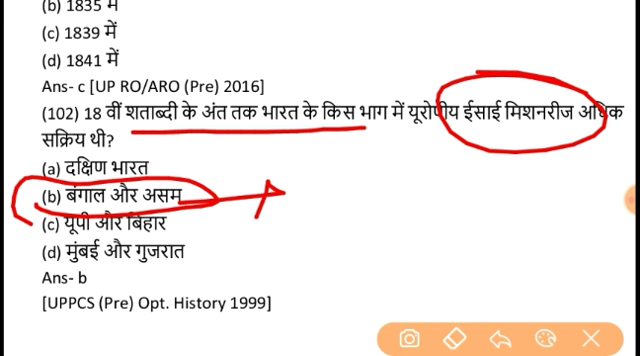 (b) 1835 में
(c) 1839 में
(d) 1841 में
Ans- c [UP RO/ARO (Pre) 2016]
(102) 18 वीं शताब्दी के अंत तक भारत के किस भाग में यूरोपीय ईसाई मिशनरीज अधिक
सक्रिय थी?
(a) दक्षिण भारत
(b) बंगाल और असम
(c) यूपी और बिहार
(d) मुंबई और गुजरात
Ans- b
[UPPCS (Pre) Opt. History 1999]